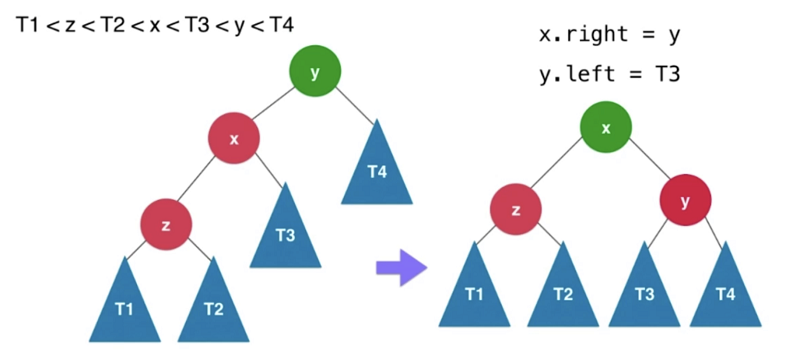 T1 < z < T2 < x < T3 < y < T4
x.right = y
y.left = T3
y
x
T4
z
T3
T1
T2
x
z
y
T1
T2
T3
T4